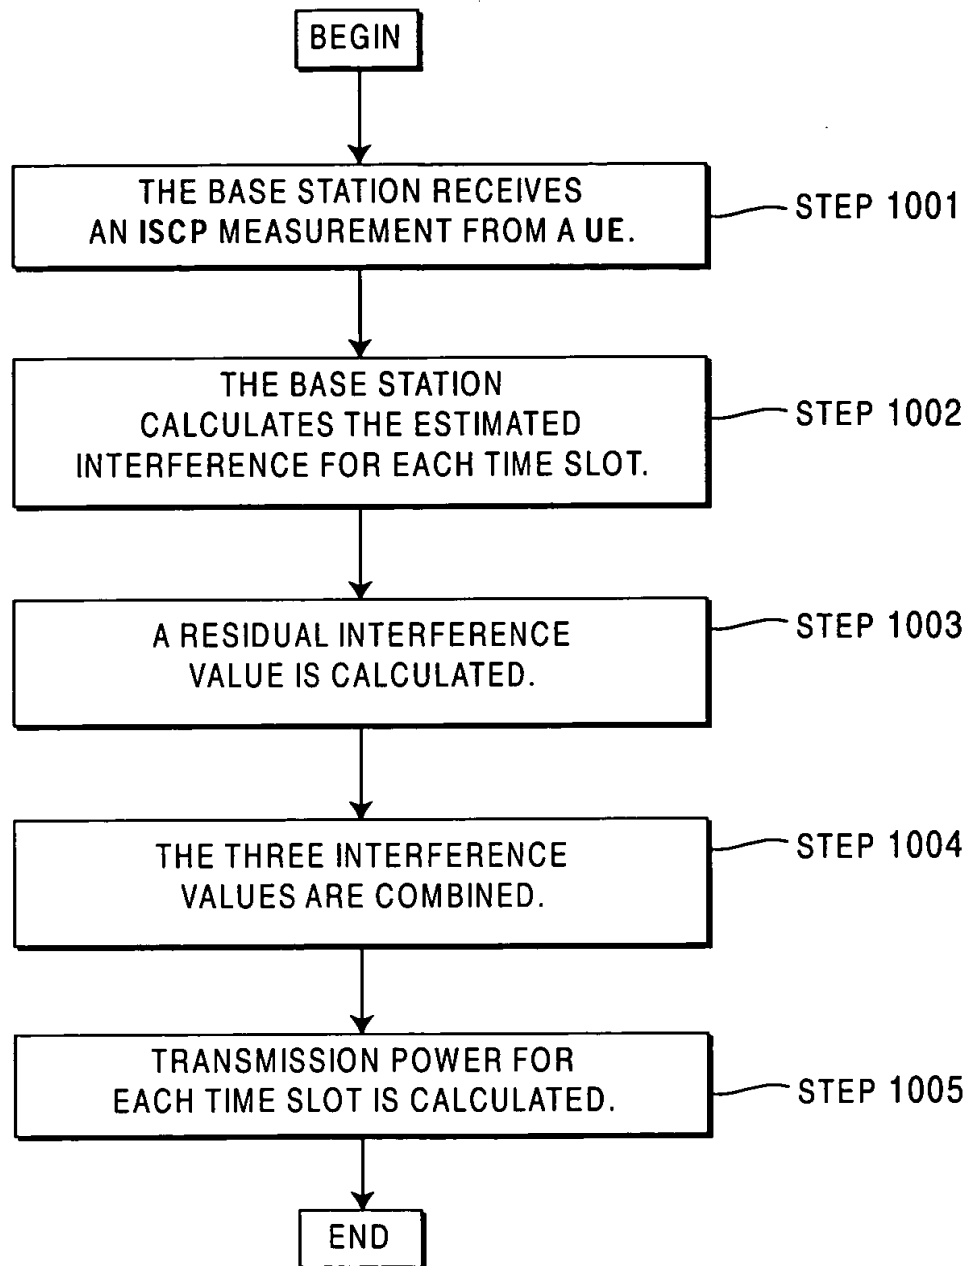 BEGIN
THE BASE STATION RECEIVES
AN ISCP MEASUREMENT FROM A UE.
STEP 1001
THE BASE STATION
CALCULATES THE ESTIMATED
INTERFERENCE FOR EACH TIME SLOT.
STEP 1002
A RESIDUAL INTERFERENCE
VALUE IS CALCULATED.
STEP 1003
THE THREE INTERFERENCE
VALUES ARE COMBINED.
STEP 1004
TRANSMISSION POWER FOR
EACH TIME SLOT IS CALCULATED.
STEP 1005
END